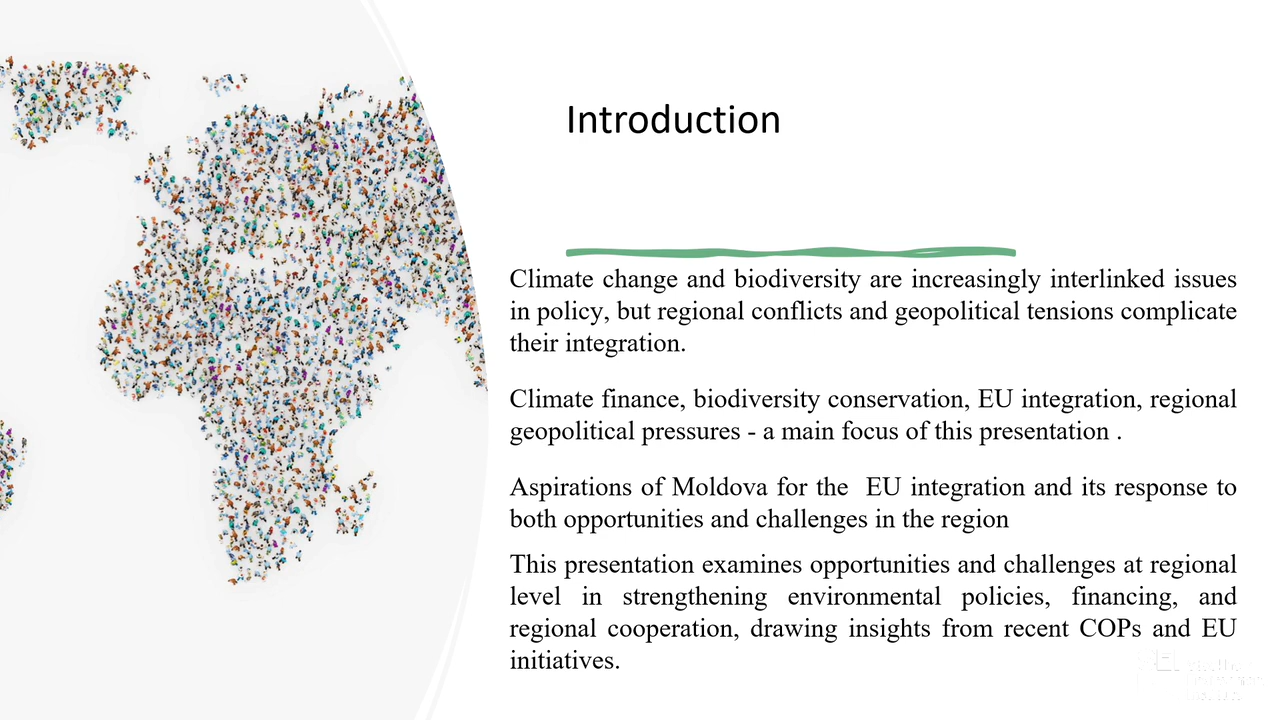 Introduction
Climate change and biodiversity are increasingly interlinked issues
in policy, but regional conflicts and geopolitical tensions complicate
their integration.
Climate finance, biodiversity conservation, EU integration, regional
geopolitical pressures - a main focus of this presentation .
Aspirations of Moldova for the  EU integration and its response to
both opportunities and challenges in the region
This presentation examines opportunities and challenges at regional
level in strengthening environmental policies, financing, and
regional cooperation, drawing insights from recent COPs and EU
initiatives.